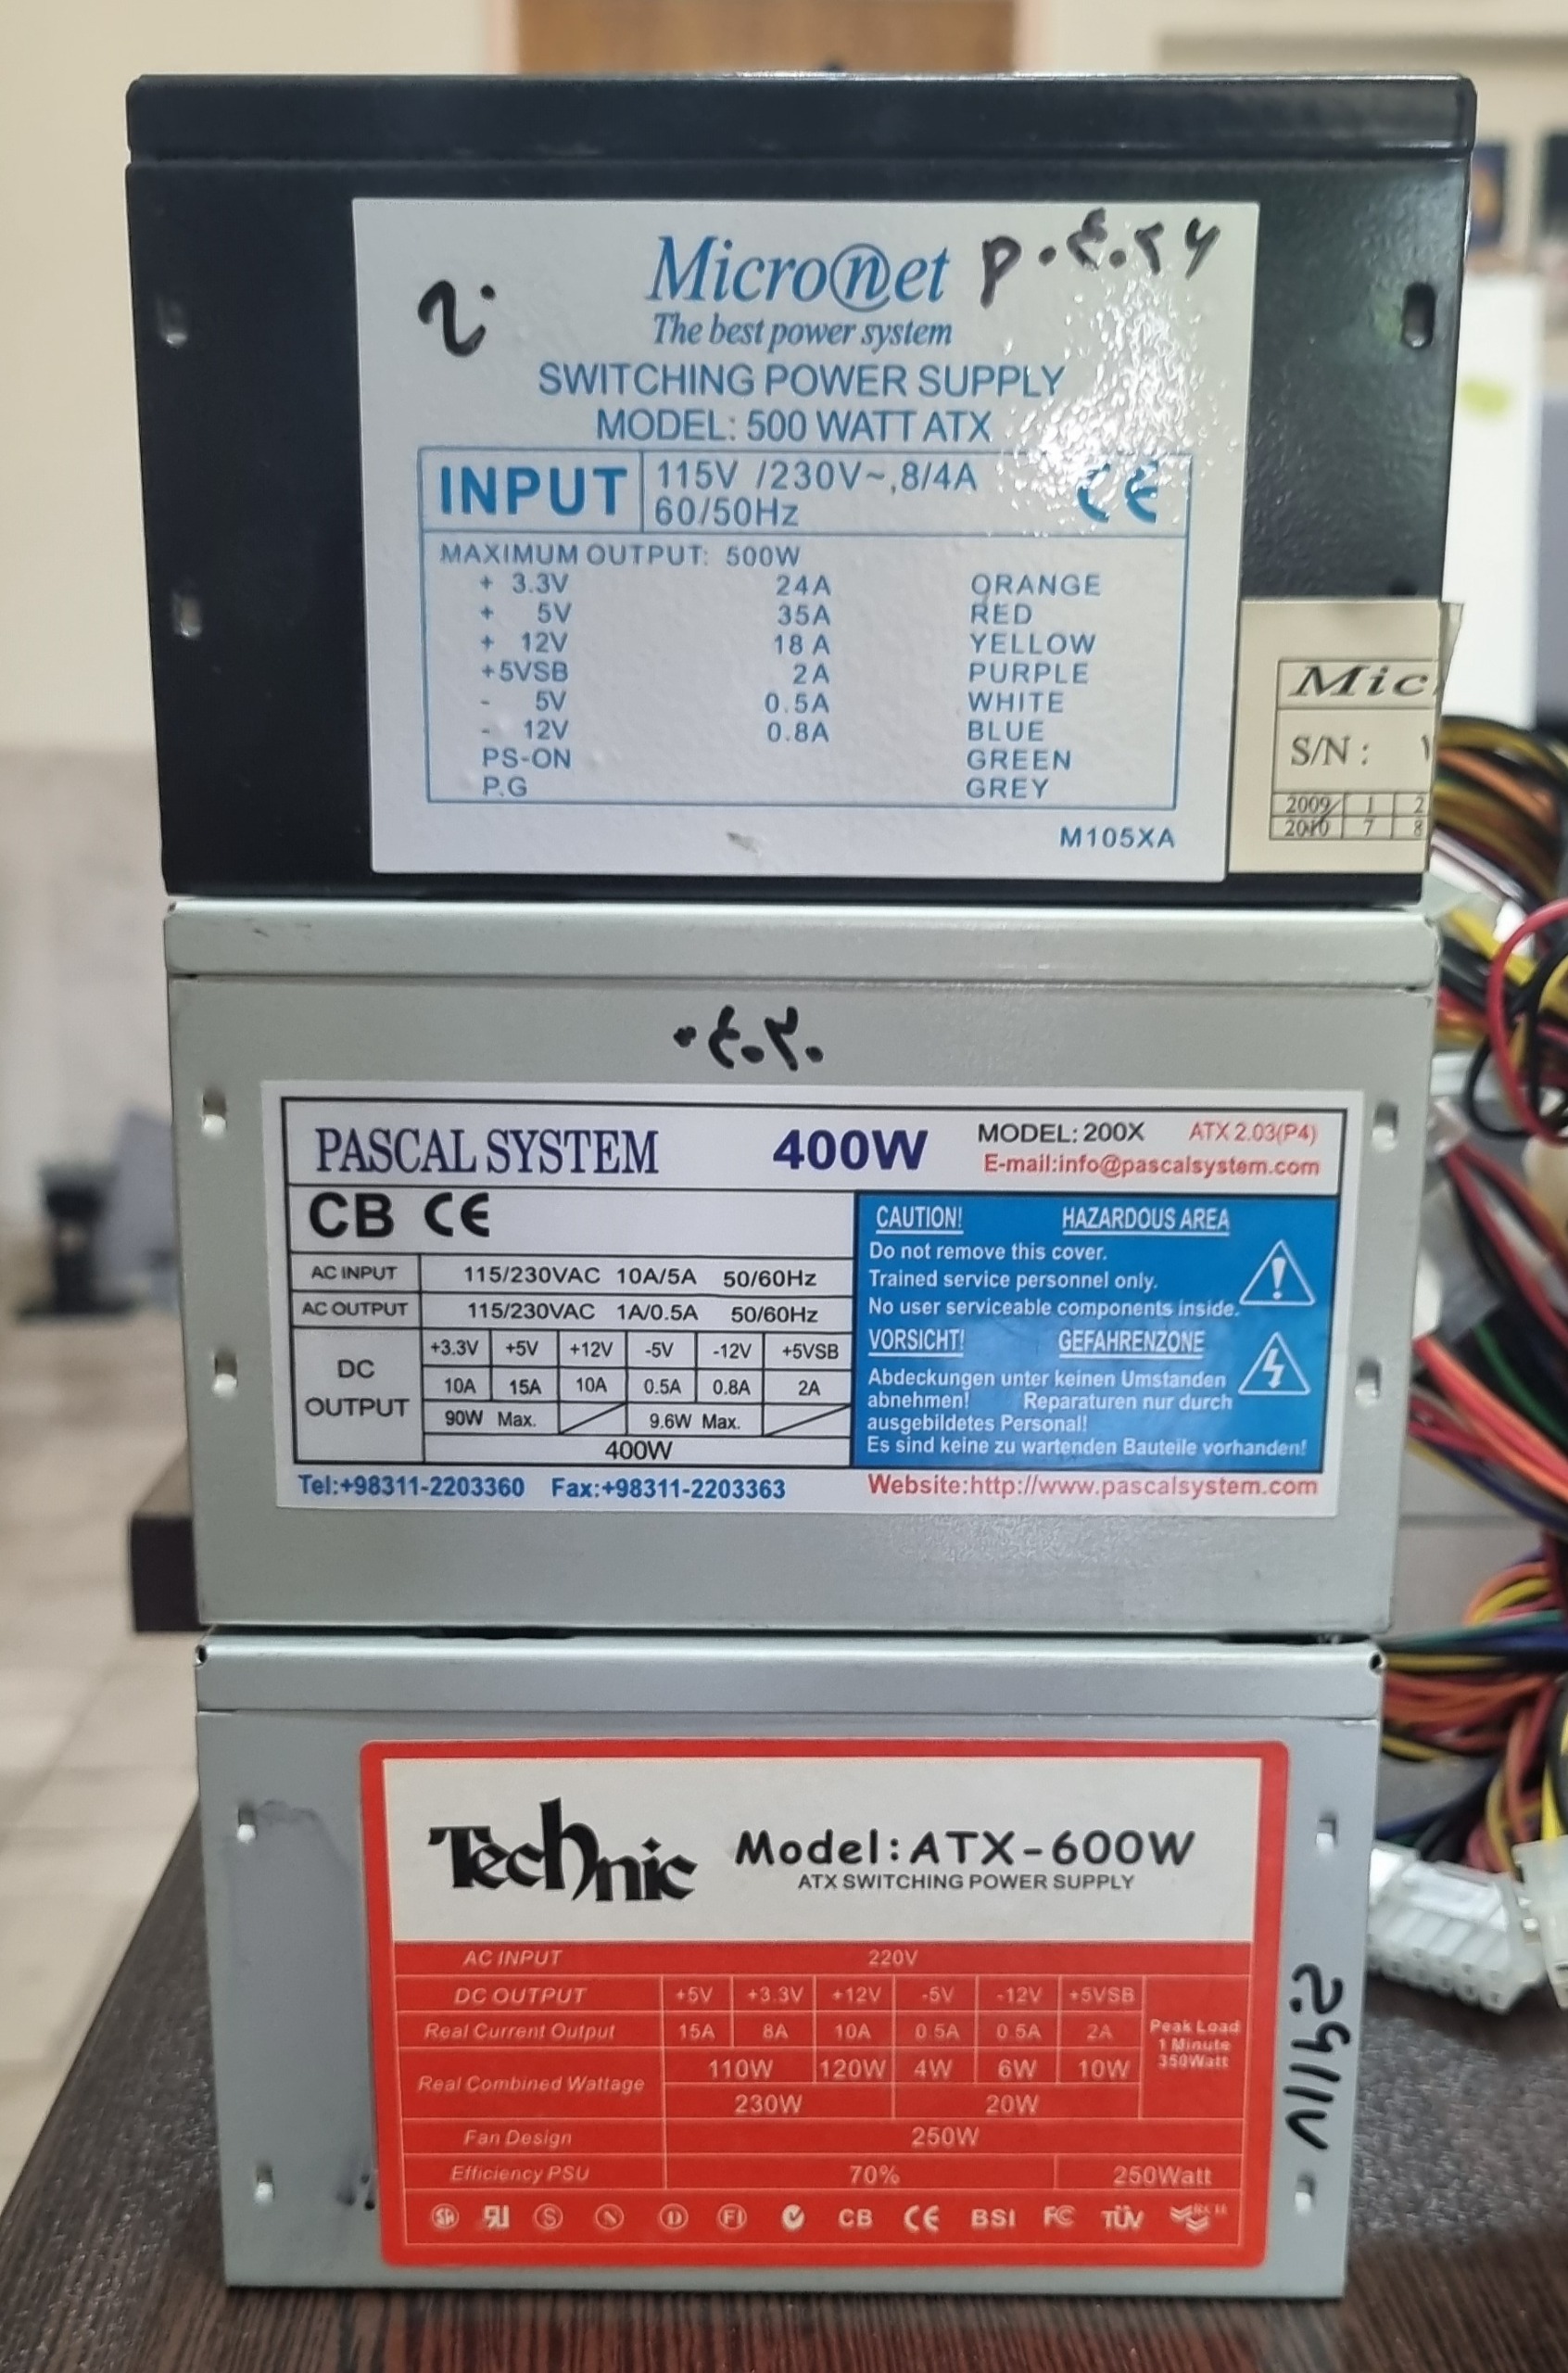 Micronet
The best power system
SWITCHING POWER SUPPLY
MODEL: 500 WATT ATX
INPUT 115V /230V~,8/4A
60/50Hz
CE
MAXIMUM OUTPUT: 500W
+ 3.3V 24A ORANGE
+ 5V 35A RED
+ 12V 18 A YELLOW
+5VSB 2A PURPLE
- 5V 0.5A WHITE
- 12V 0.8A BLUE
PS-ON GREEN
P.G GREY
M105XA
Mic
S/N :
2009 1 2
2010 7 8
PASCAL SYSTEM 400W MODEL: 200X ATX 2.03(P4)
E-mail:info@pascalsystem.com
CB CE
AC INPUT 115/230VAC 10A/5A 50/60Hz
AC OUTPUT 115/230VAC 1A/0.5A 50/60Hz
DC OUTPUT +3.3V +5V +12V -5V -12V +5VSB
10A 15A 10A 0.5A 0.8A 2A
90W Max. 9.6W Max.
400W
CAUTION! HAZARDOUS AREA
Do not remove this cover.
Trained service personnel only.
No user serviceable components inside.
VORSICHT! GEFAHRENZONE
Abdeckungen unter keinen Umstanden
abnehmen! Reparaturen nur durch
ausgebildetes Personal!
Es sind keine zu wartenden Bauteile vorhanden!
Tel:+98311-2203360 Fax:+98311-2203363 Website:http://www.pascalsystem.com
Technic Model:ATX-600W
ATX SWITCHING POWER SUPPLY
AC INPUT 220V
DC OUTPUT +5V +3.3V +12V -5V -12V +5VSB
Real Current Output 15A 8A 10A 0.5A 0.5A 2A
Peak Load
1 Minute
350Watt
Real Combined Wattage 110W 120W 4W 6W 10W
230W 20W
Fan Design 250W
Efficiency PSU 70% 250Watt
CB CE BSI FC TÜV